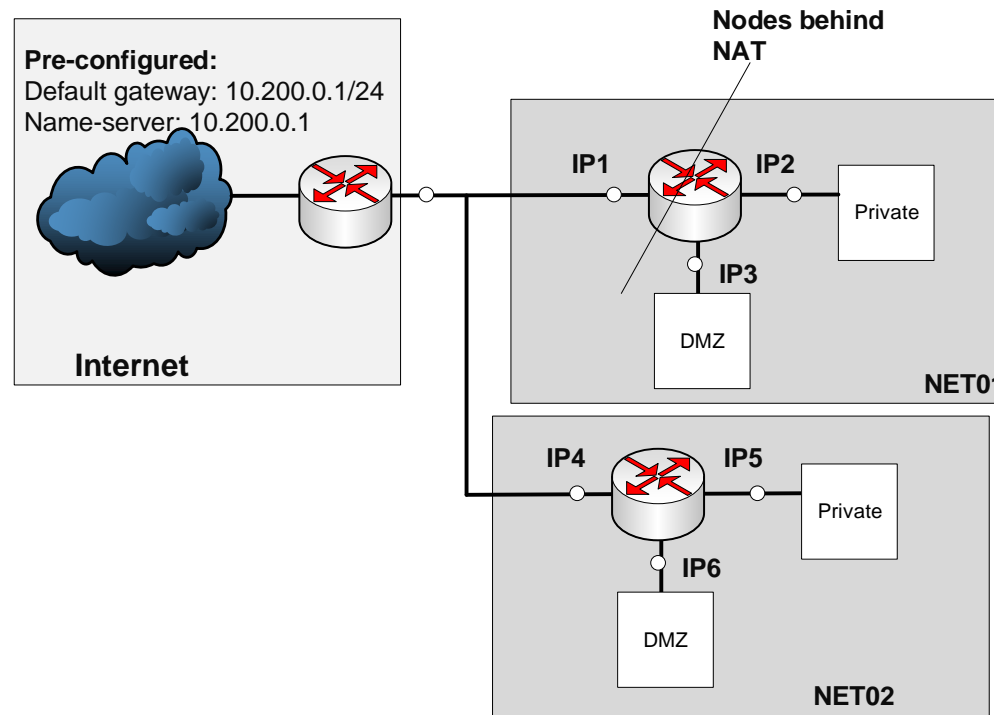 Nodes behind
NAT
Pre-configured:
Default gateway: 10.200.0.1/24
Name-server: 10.200.0.1
Internet
IP1
IP2
Private
IP3
DMZ
NET01
IP4
IP5
Private
IP6
DMZ
NET02